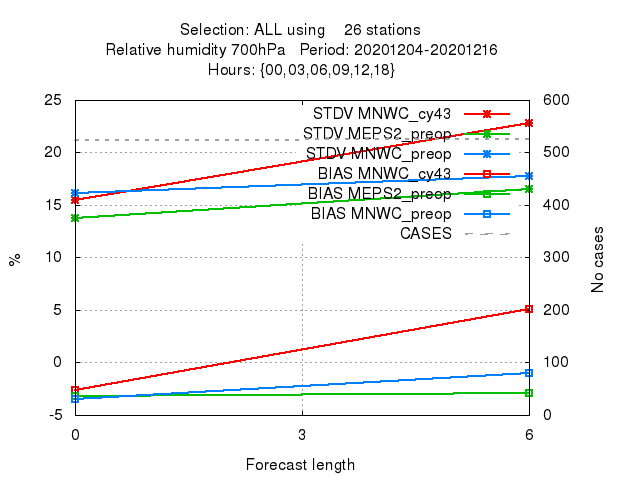 Selection: ALL using    26 stations
Relative humidity 700hPa   Period: 20201204-20201216
Hours: {00,03,06,09,12,18}
25
20
15
10
5
0
-5
%
600
500
400
300
200
100
0
No cases
STDV MNWC_cy43
STDV MEPS2_preop
STDV MNWC_preop
BIAS MNWC_cy43
BIAS MEPS2_preop
BIAS MNWC_preop
CASES
0 3 6
Forecast length